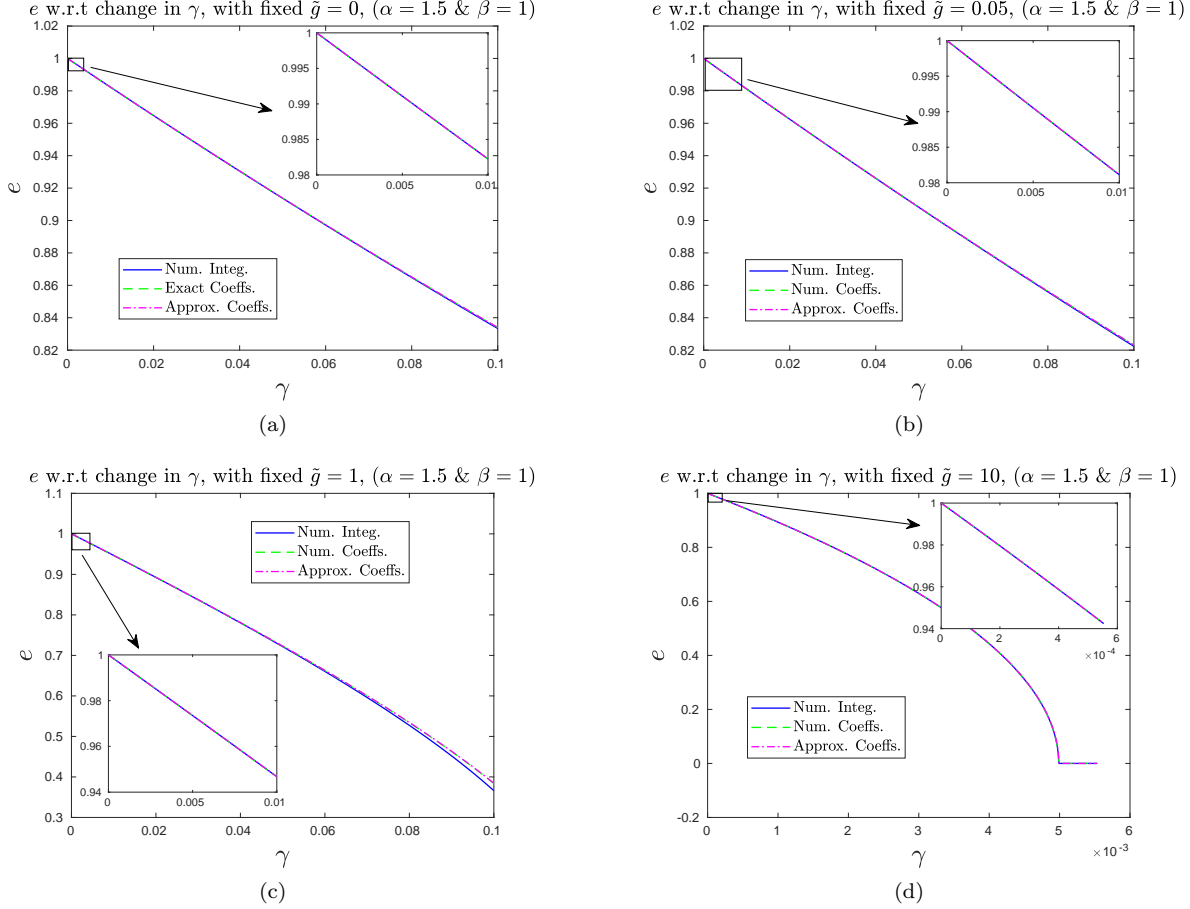 e w.r.t change in γ, with fixed g̃ = 0, (α = 1.5 & β = 1)
1.02
1
0.98
0.96
0.94
0.92
0.9
0.88
0.86
0.84
0.82
e
0 0.02 0.04 0.06 0.08 0.1
γ
1
0.995
0.99
0.985
0.98
0 0.005 0.01
Num. Integ.
Exact Coeffs.
Approx. Coeffs.
(a)
e w.r.t change in γ, with fixed g̃ = 0.05, (α = 1.5 & β = 1)
1.02
1
0.98
0.96
0.94
0.92
0.9
0.88
0.86
0.84
0.82
e
0 0.02 0.04 0.06 0.08 0.1
γ
1
0.995
0.99
0.985
0.98
0 0.005 0.01
Num. Integ.
Num. Coeffs.
Approx. Coeffs.
(b)
e w.r.t change in γ, with fixed g̃ = 1, (α = 1.5 & β = 1)
1.1
1
0.9
0.8
0.7
0.6
0.5
0.4
0.3
e
0 0.02 0.04 0.06 0.08 0.1
γ
Num. Integ.
Num. Coeffs.
Approx. Coeffs.
1
0.98
0.96
0.94
0 0.005 0.01
(c)
e w.r.t change in γ, with fixed g̃ = 10, (α = 1.5 & β = 1)
1
0.8
0.6
0.4
0.2
0
-0.2
e
0 1 2 3 4 5 6
×10⁻³
γ
1
0.98
0.96
0.94
0 2 4 6
×10⁻⁴
Num. Integ.
Num. Coeffs.
Approx. Coeffs.
(d)